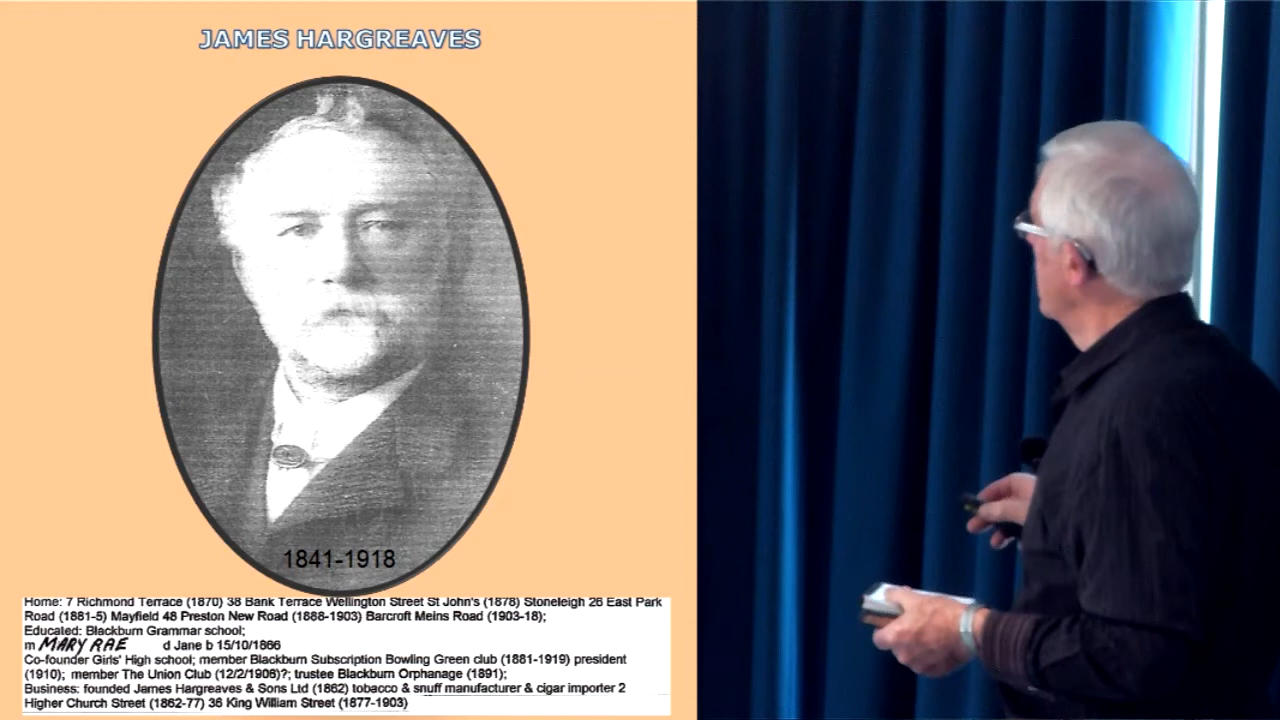 JAMES HARGREAVES
1841-1918
Home: 7 Richmond Terrace (1870) 38 Bank Terrace Wellington Street St John's (1878) Stoneleigh 26 East Park
Road (1881-5) Mayfield 48 Preston New Road (1888-1903) Barcroft Meins Road (1903-18);
Educated: Blackburn Grammar school;
m MARY RAE d Jane b 15/10/1866
Co-founder Girls' High school; member Blackburn Subscription Bowling Green club (1881-1919) president
(1910); member The Union Club (12/2/1906)?; trustee Blackburn Orphanage (1891);
Business: founded James Hargreaves & Sons Ltd (1862) tobacco & snuff manufacturer & cigar importer 2
Higher Church Street (1862-77) 36 King William Street (1877-1903)